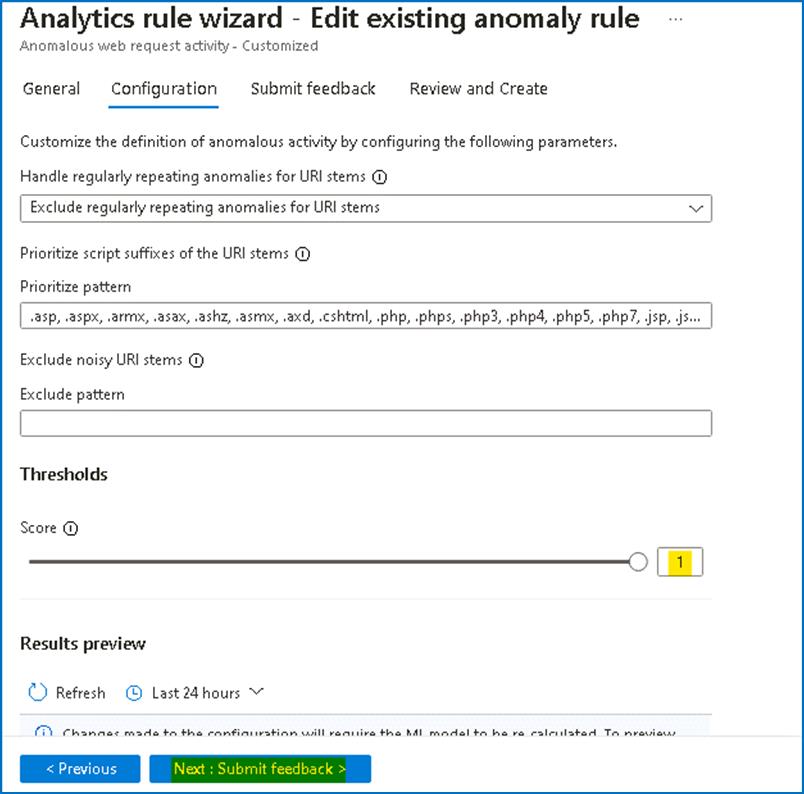 Analytics rule wizard - Edit existing anomaly rule ...
Anomalous web request activity - Customized
General Configuration Submit feedback Review and Create
Customize the definition of anomalous activity by configuring the following parameters.
Handle regularly repeating anomalies for URI stems
Exclude regularly repeating anomalies for URI stems
Prioritize script suffixes of the URI stems
Prioritize pattern
.asp, .aspx, .armx, .asax, .ashz, .asmx, .axd, .cshtml, .php, .phps, .php3, .php4, .php5, .php7, .jsp, .js...
Exclude noisy URI stems
Exclude pattern
Thresholds
Score
1
Results preview
Refresh Last 24 hours
Changes made to the configuration will require the ML model to be re-calculated. To preview
< Previous Next : Submit feedback >